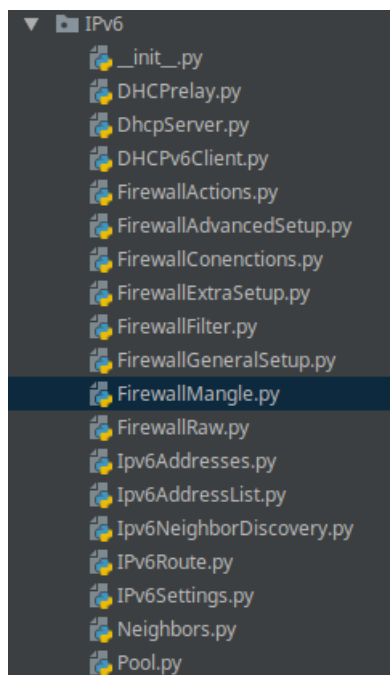 IPv6
__init__.py
DHCPrelay.py
DhcpServer.py
DHCPv6Client.py
FirewallActions.py
FirewallAdvancedSetup.py
FirewallConenctions.py
FirewallExtraSetup.py
FirewallFilter.py
FirewallGeneralSetup.py
FirewallMangle.py
FirewallRaw.py
Ipv6Addresses.py
Ipv6AddressList.py
Ipv6NeighborDiscovery.py
IPv6Route.py
IPv6Settings.py
Neighbors.py
Pool.py